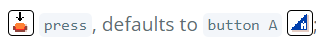 press, defaults to button A;